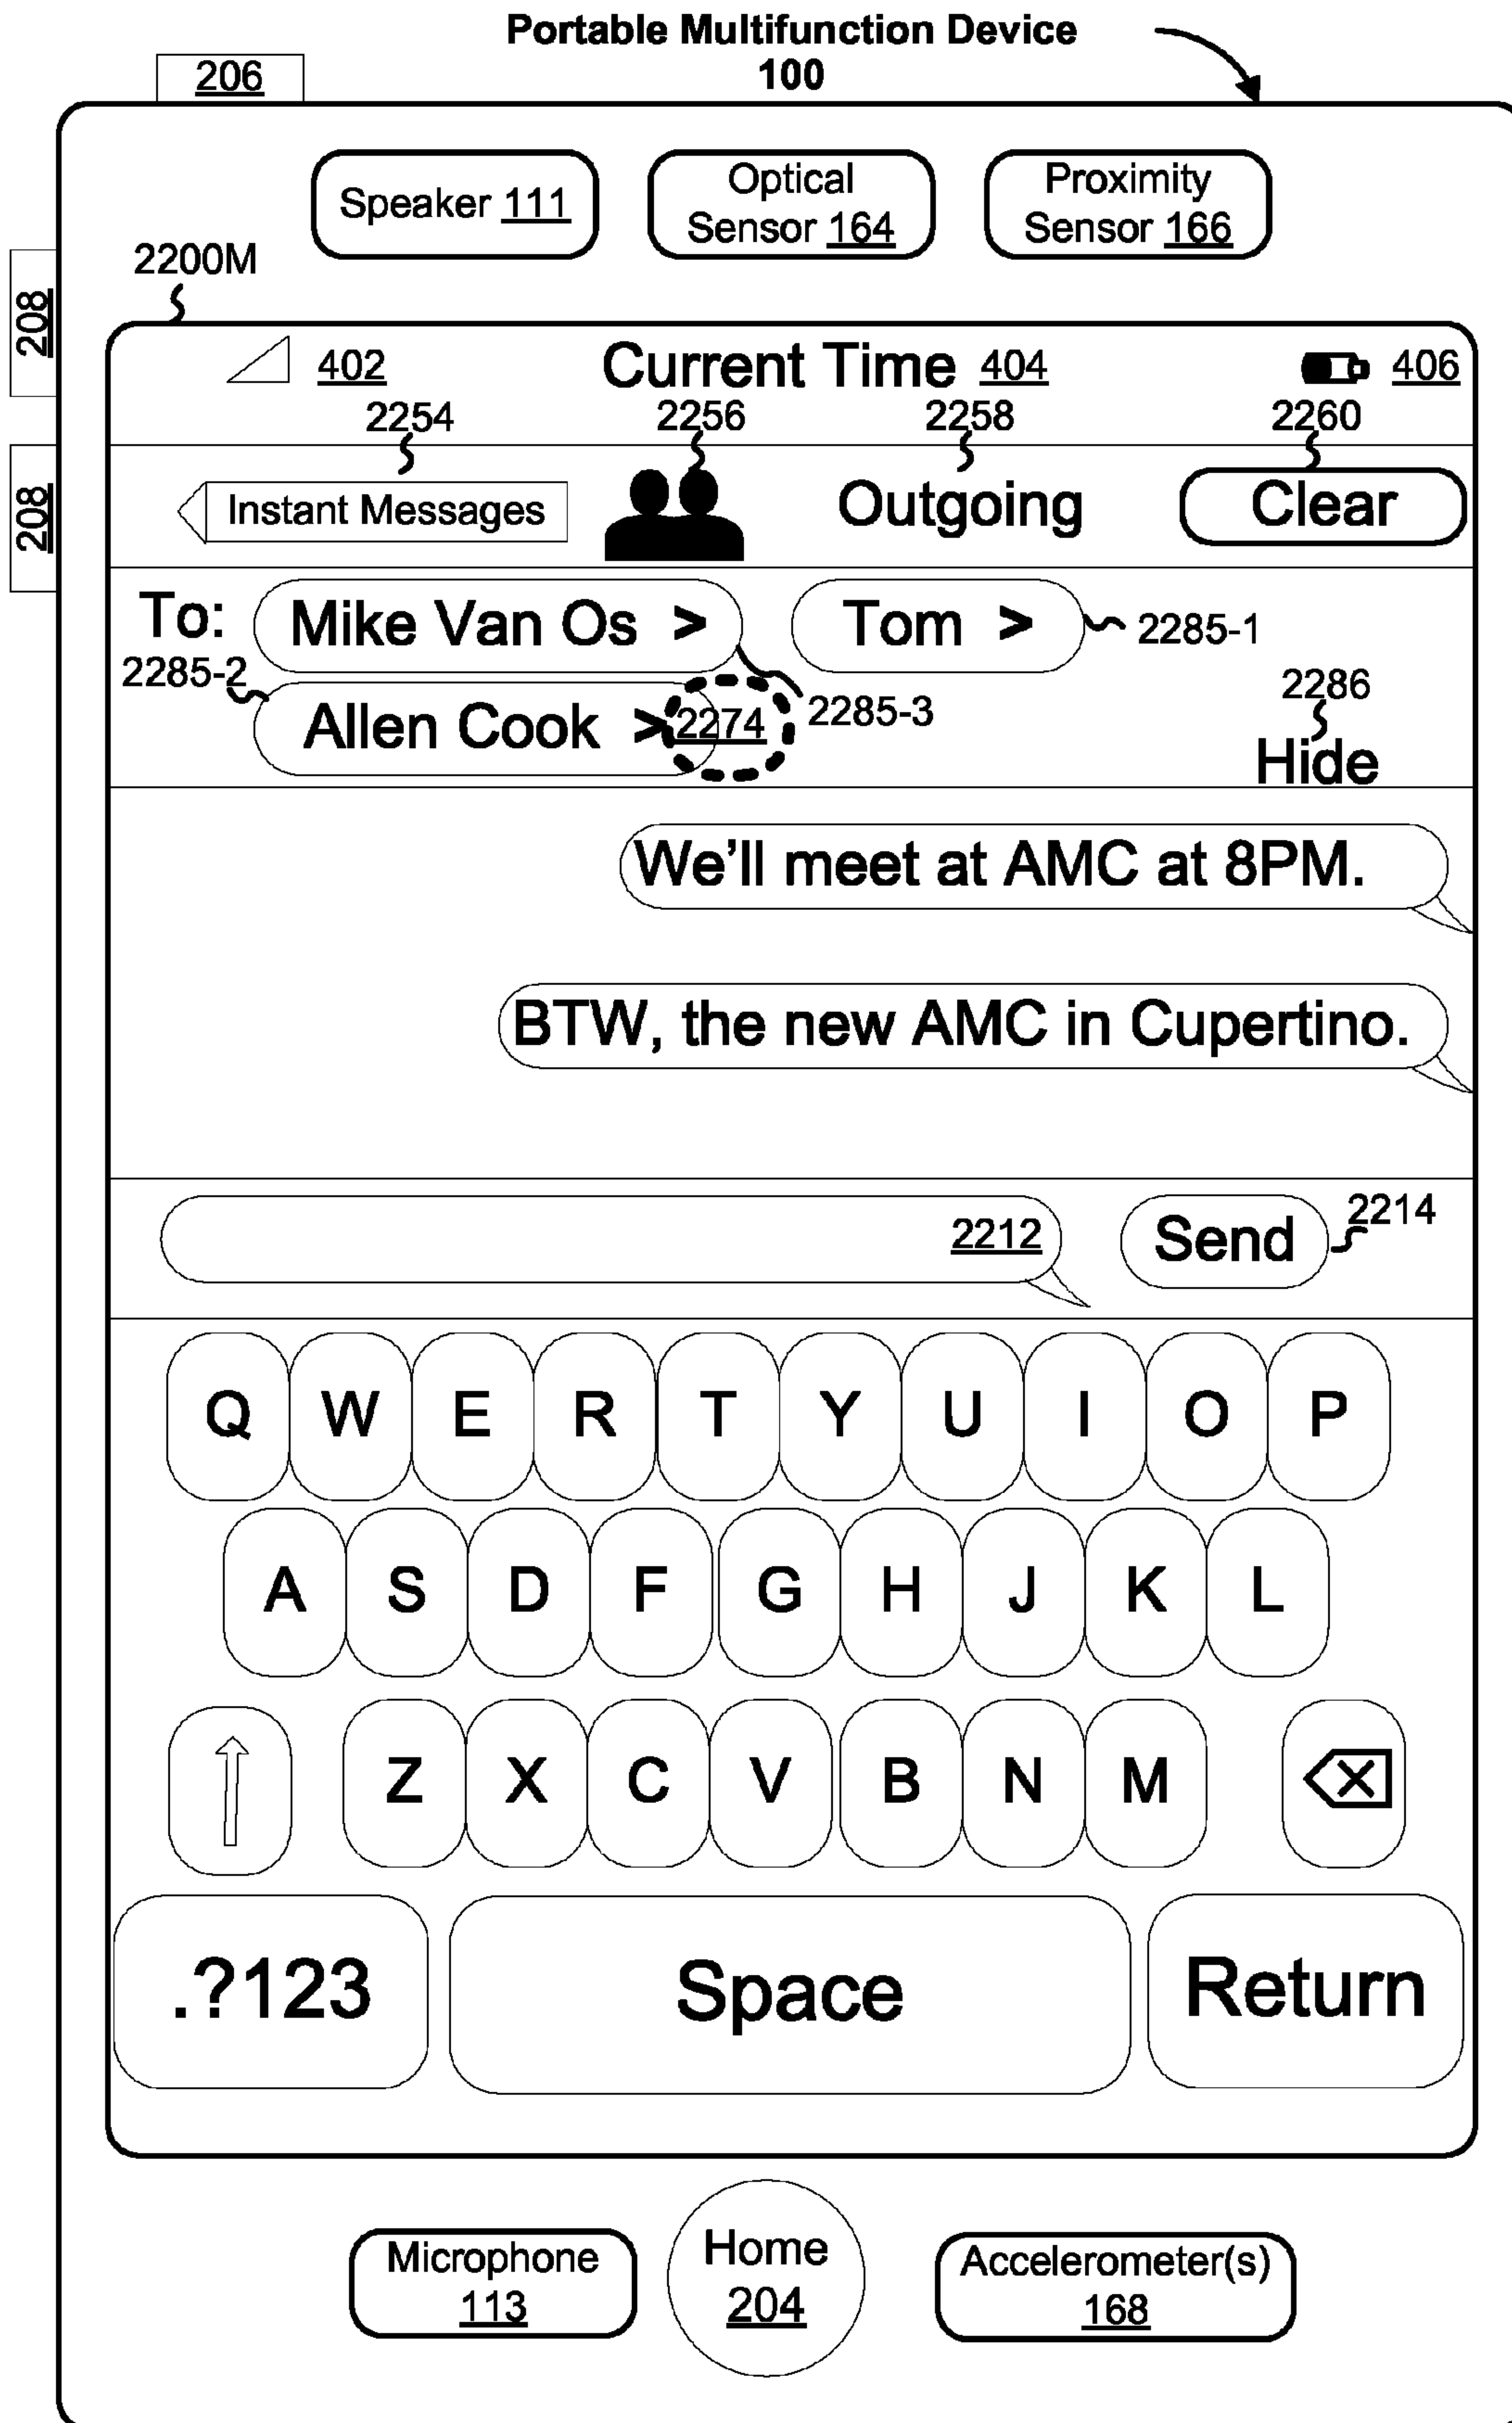 Portable Multifunction Device
100
206
Speaker 111
Optical
Sensor 164
Proximity
Sensor 166
2200M
208
208
402
Current Time 404
406
2254
2256
2258
2260
Instant Messages
Outgoing
Clear
To:
Mike Van Os >
Tom >
2285-1
2285-2
Allen Cook >
2274
2285-3
2286
Hide
We'll meet at AMC at 8PM.
BTW, the new AMC in Cupertino.
2212
Send
2214
Q W E R T Y U I O P
A S D F G H J K L
Z X C V B N M
.?123
Space
Return
Microphone
113
Home
204
Accelerometer(s)
168